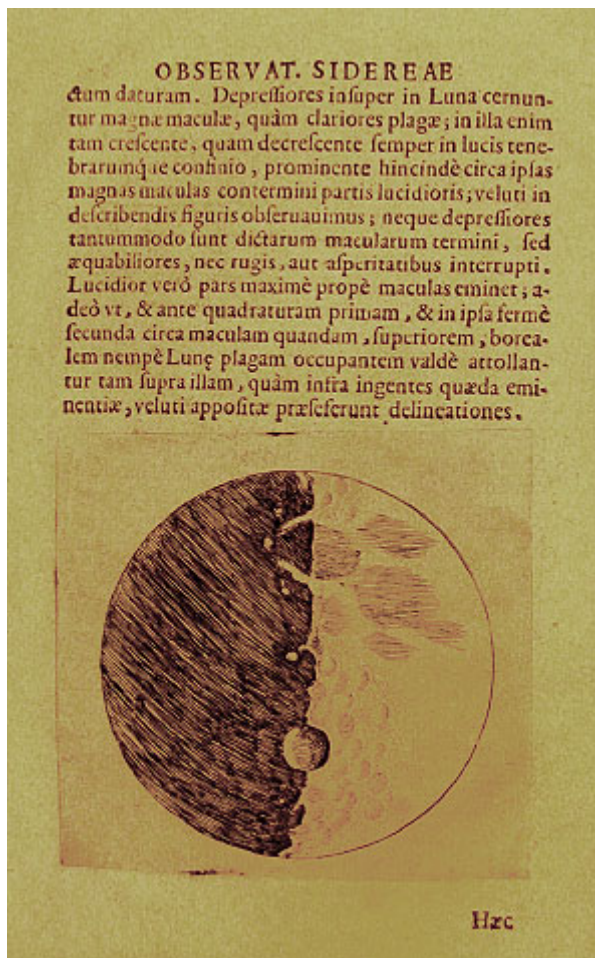 OBSERVAT. SIDEREAE
ctum daturam. Depreſſiores inſuper in Luna cernun-
tur magnæ maculæ, quàm clariores plagæ; in illa enim
tam creſcente, quam decreſcente ſemper in lucis tene-
brarumq́ue confinio, prominente hincindè circa ipſas
magnas maculas contermini partis lucidioris; veluti in
deſcribendis figuris obſeruauimus; neque depreſſiores
tantummodo ſunt dictarum macularum termini, ſed
æquabiliores, nec rugis, aut aſperitatibus interrupti.
Lucidior verò pars maximè propè maculas eminet; a-
deò vt, & ante quadraturam primam, & in ipſa fermè
ſecunda circa maculam quandam, ſuperiorem, borea-
lem nempè Lunę plagam occupantem valdè attollan-
tur tam ſupra illam, quàm infra ingentes quæda emi-
nentiæ, veluti appoſitæ præſeferunt delineationes.
Hæc